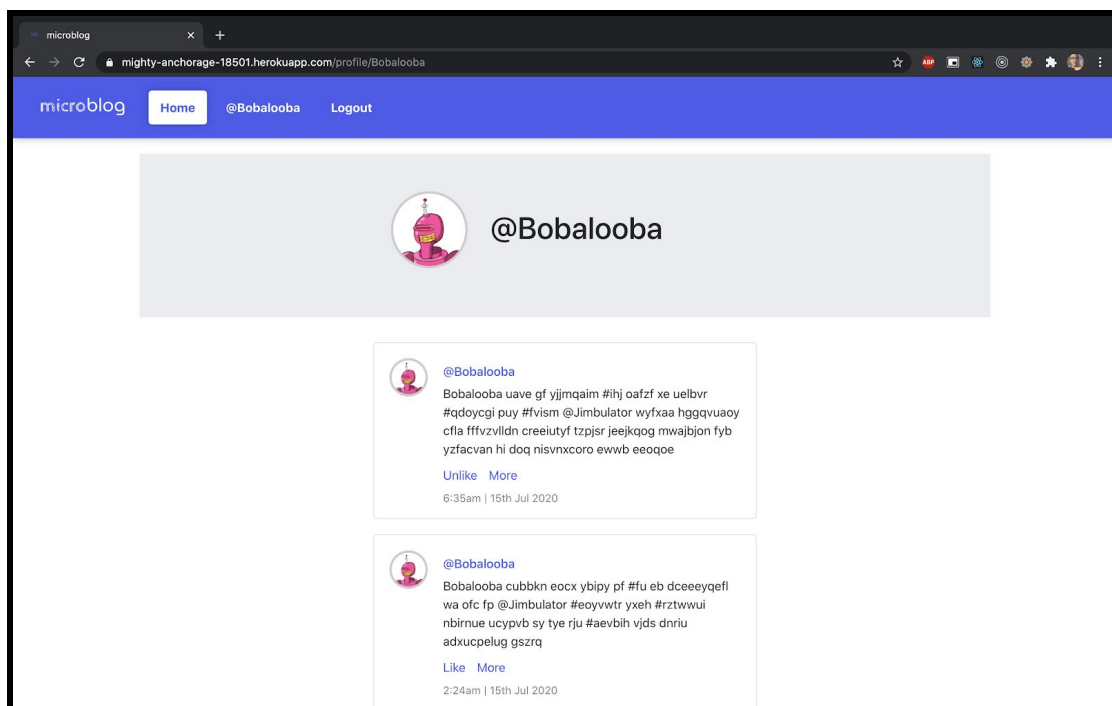 microblog
mighty-anchorage-18501.herokuapp.com/profile/Bobalooba
ABP
microblog Home @Bobalooba Logout
@Bobalooba
@Bobalooba
Bobalooba uave gf yjjmqaim #ihj oafzf xe uelbvr
#qdoycgi puy #fvism @Jimbulator wyfxaa hggqvuaoy
cfla fffvzvlldn creeiutyf tzpjsr jeejkqog mwajbjon fyb
yzfacvan hi doq nisvnxcoro ewwb eeoqoe
Unlike More
6:35am | 15th Jul 2020
@Bobalooba
Bobalooba cubbkn eocx ybipy pf #fu eb dceeeyqefl
wa ofc fp @Jimbulator #eoyvwtr yxeh #rztwwui
nbirnue ucypvb sy tye rju #aevbih vjds dnriu
adxucpelug gszrq
Like More
2:24am | 15th Jul 2020